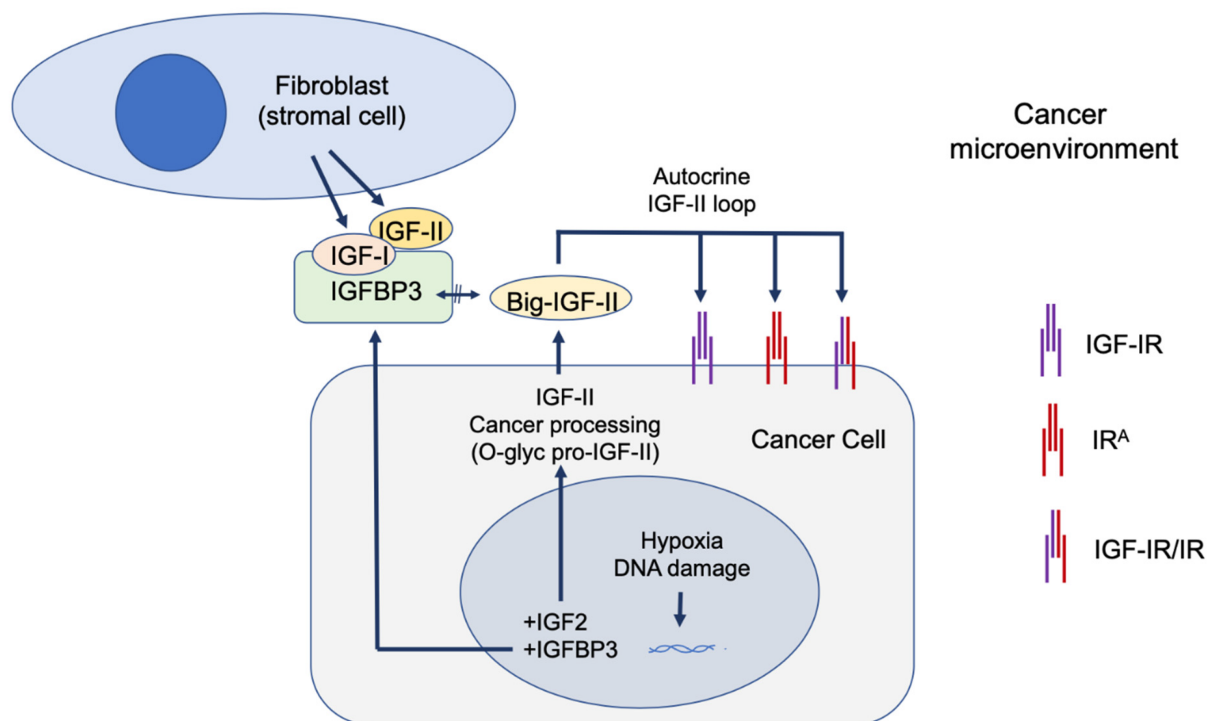 Fibroblast
(stromal cell)
Cancer
microenvironment
Autocrine
IGF-II loop
IGF-II
IGF-I
IGFBP3
Big-IGF-II
IGF-IR
IGF-II
Cancer processing
(O-glyc pro-IGF-II)
Cancer Cell
IRᴬ
Hypoxia
DNA damage
IGF-IR/IR
+IGF2
+IGFBP3